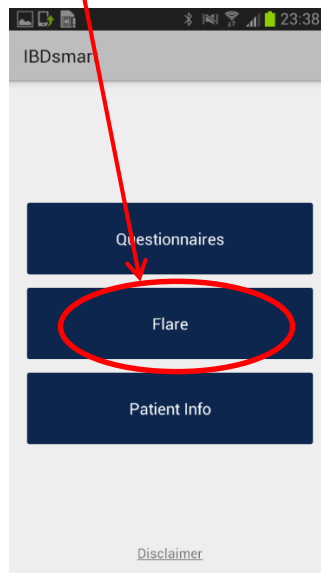 23:38
IBDsmart
Questionnaires
Flare
Patient Info
Disclaimer